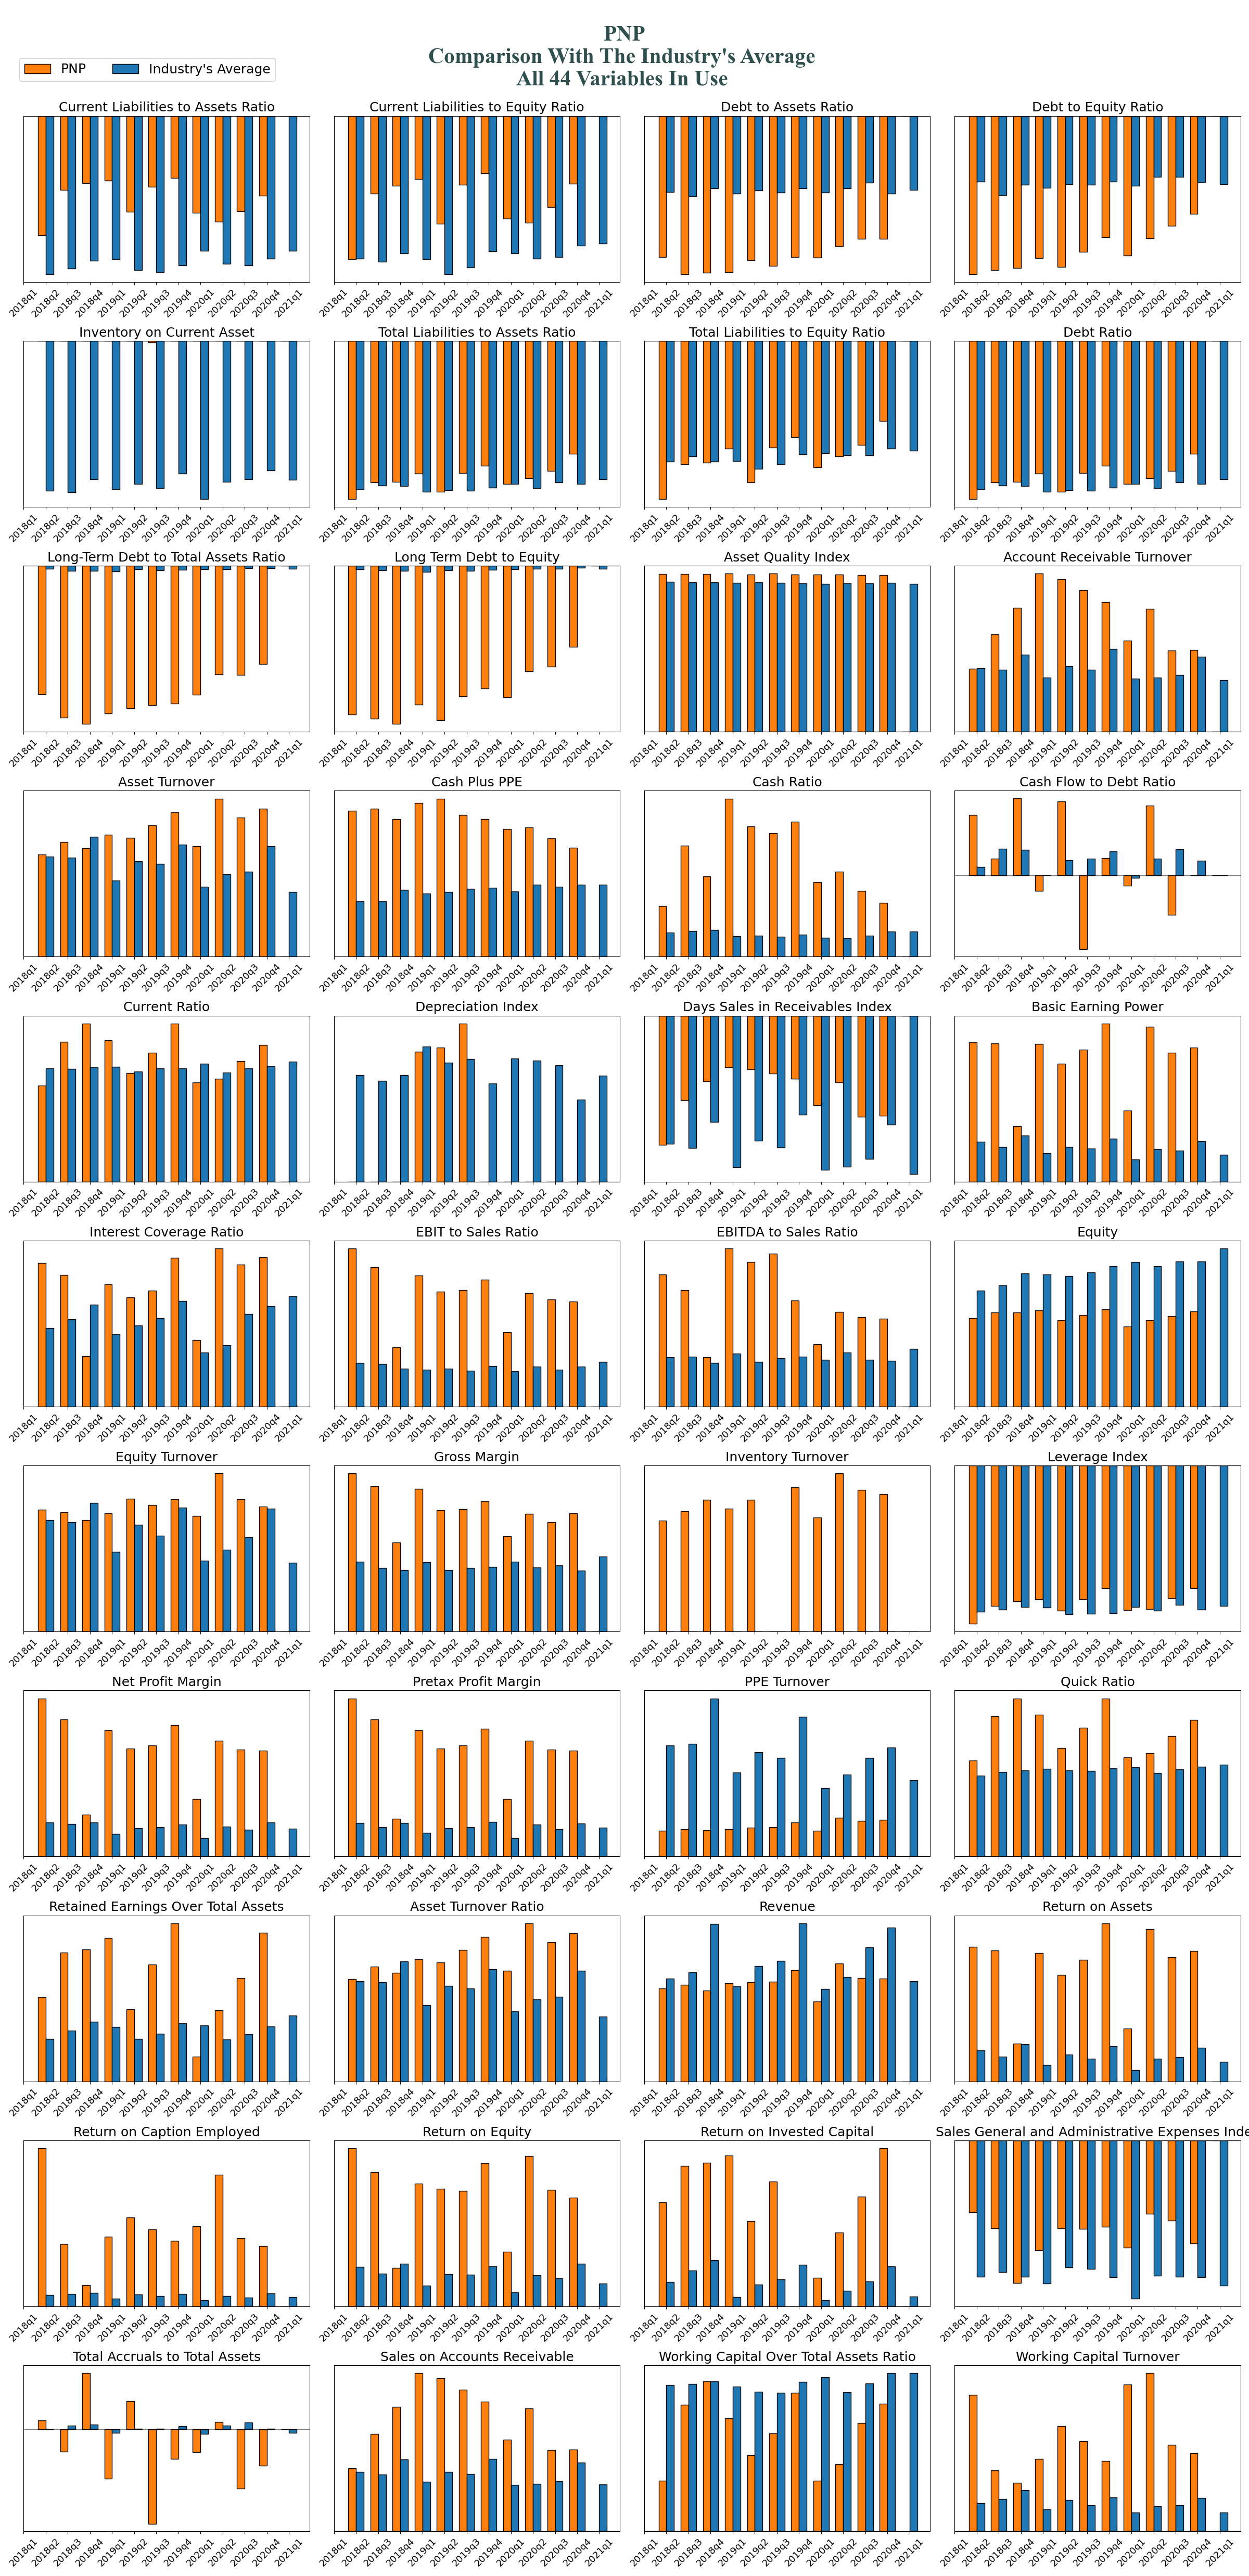 PNP
Comparison With The Industry's Average
All 44 Variables In Use
PNP Industry's Average
Current Liabilities to Assets Ratio
Current Liabilities to Equity Ratio
Debt to Assets Ratio
Debt to Equity Ratio
2018q1 2018q2 2018q3 2018q4 2019q1 2019q2 2019q3 2019q4 2020q1 2020q2 2020q3 2020q4 2021q1
Inventory on Current Asset
Total Liabilities to Assets Ratio
Total Liabilities to Equity Ratio
Debt Ratio
Long-Term Debt to Total Assets Ratio
Long Term Debt to Equity
Asset Quality Index
Account Receivable Turnover
Asset Turnover
Cash Plus PPE
Cash Ratio
Cash Flow to Debt Ratio
Current Ratio
Depreciation Index
Days Sales in Receivables Index
Basic Earning Power
Interest Coverage Ratio
EBIT to Sales Ratio
EBITDA to Sales Ratio
Equity
Equity Turnover
Gross Margin
Inventory Turnover
Leverage Index
Net Profit Margin
Pretax Profit Margin
PPE Turnover
Quick Ratio
Retained Earnings Over Total Assets
Asset Turnover Ratio
Revenue
Return on Assets
Return on Caption Employed
Return on Equity
Return on Invested Capital
Sales General and Administrative Expenses Inde
Total Accruals to Total Assets
Sales on Accounts Receivable
Working Capital Over Total Assets Ratio
Working Capital Turnover